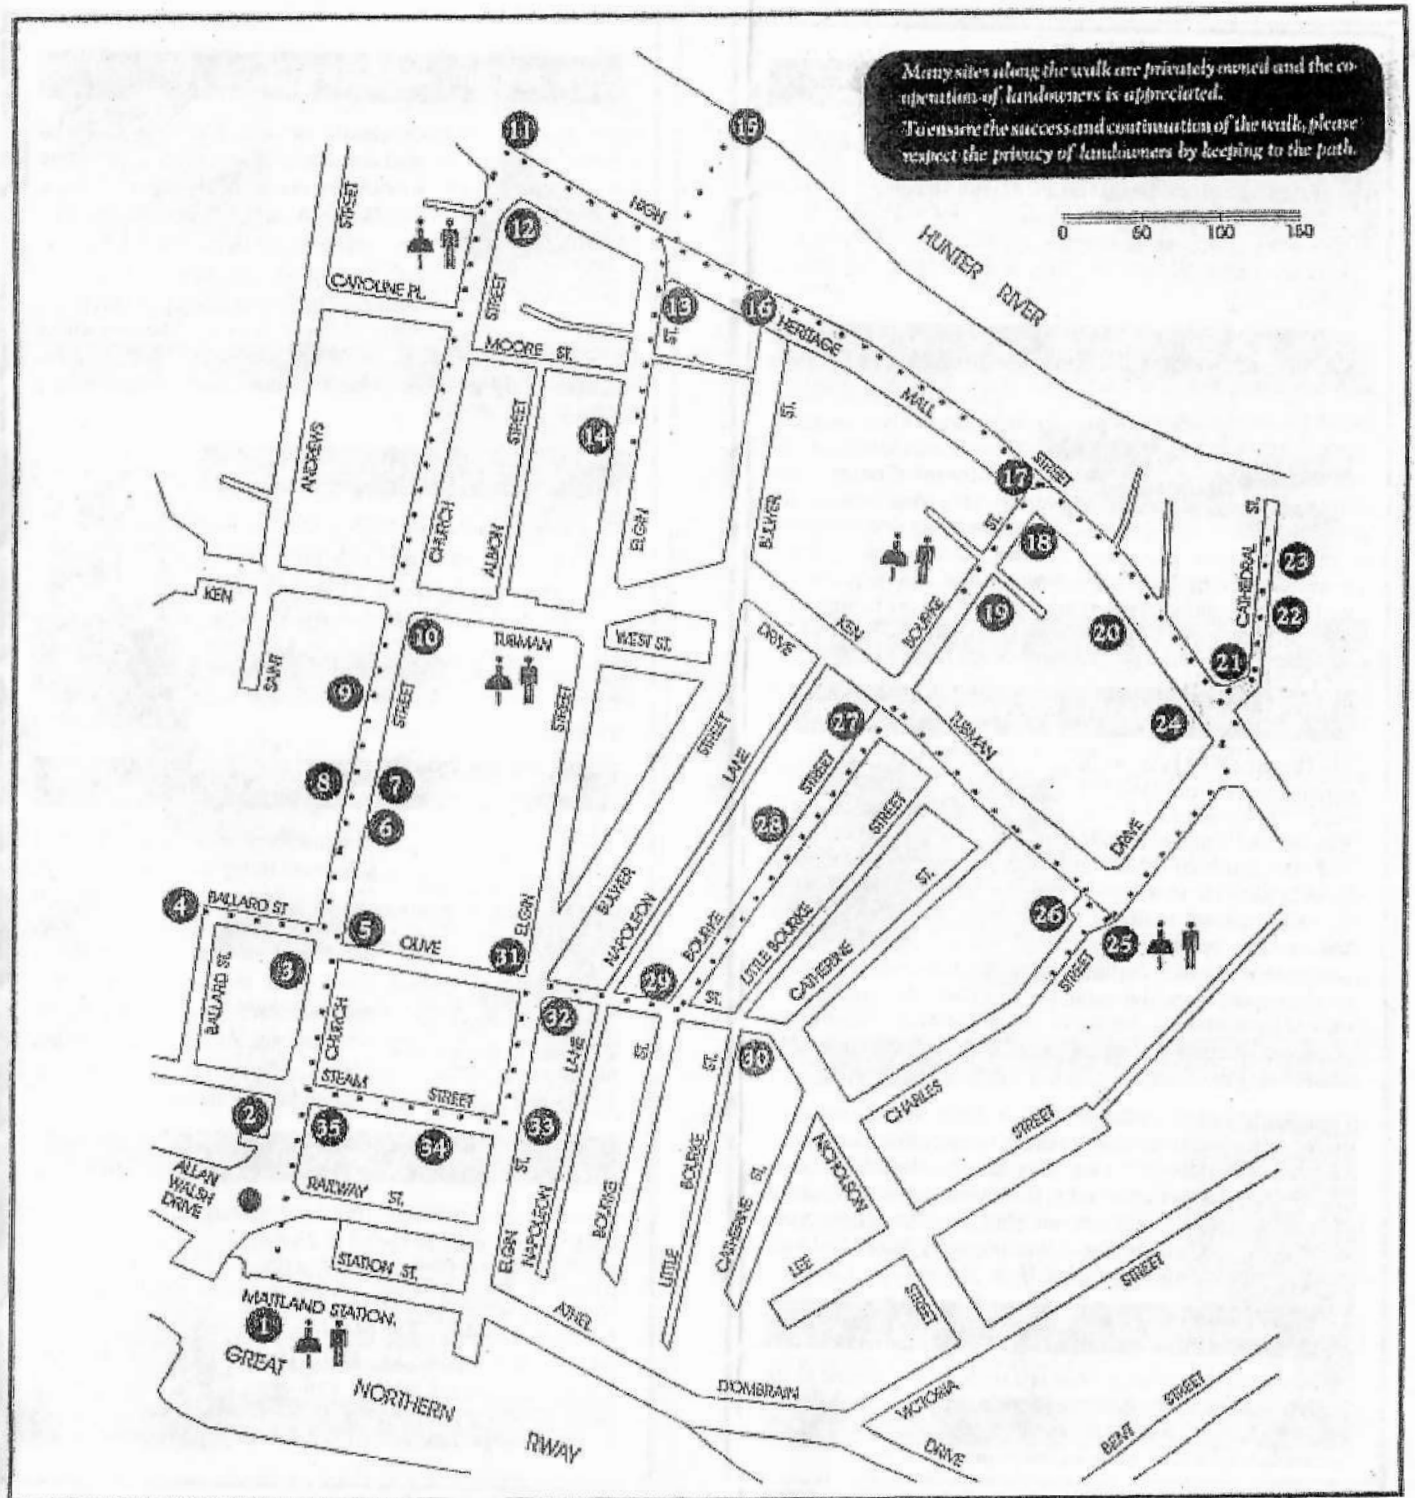 Many sites along the walk are privately owned and the co-
operation of landowners is appreciated.
To ensure the success and continuation of the walk, please
respect the privacy of landowners by keeping to the path.
0 50 100 150
11
15
STREET
HIGH
12
HUNTER
RIVER
CAROLINE PL.
STREET
13
16
HERITAGE
MOORE ST.
ST.
MALL
STREET
ST.
14
ANDREWS
17
STREET
CHURCH
ALBION
ELGIN
BULWER
ST.
18
ST.
CATHEDRAL
23
22
KEN
10
TUBMAN
WEST ST.
DRIVE
KEN
BOURKE
19
20
21
SAINT
9
STREET
STREET
STREET
LANE
27
TUBMAN
24
8
7
6
28
STREET
STREET
DRIVE
4
BALLARD ST
5
OLIVE
ELGIN
31
BULWER
NAPOLEON
BOURKE
LITTLE BOURKE
ST.
CATHERINE
26
25
STREET
BALLARD ST.
3
CHURCH
29
ST
32
LANE
ST.
ST.
30
STEAM
STREET
2
35
34
33
CHARLES
STREET
ALLAN
WALSH
DRIVE
RAILWAY ST.
ST.
NAPOLEON
BOURKE
BOURKE
LITTLE
CATHERINE
ST.
NICHOLSON
STATION ST.
ELGIN
LEE
STREET
STREET
MAITLAND STATION.
1
ATHEL
GREAT
NORTHERN
RWAY
D'OMBRAIN
VICTORIA
DRIVE
BENT
STREET